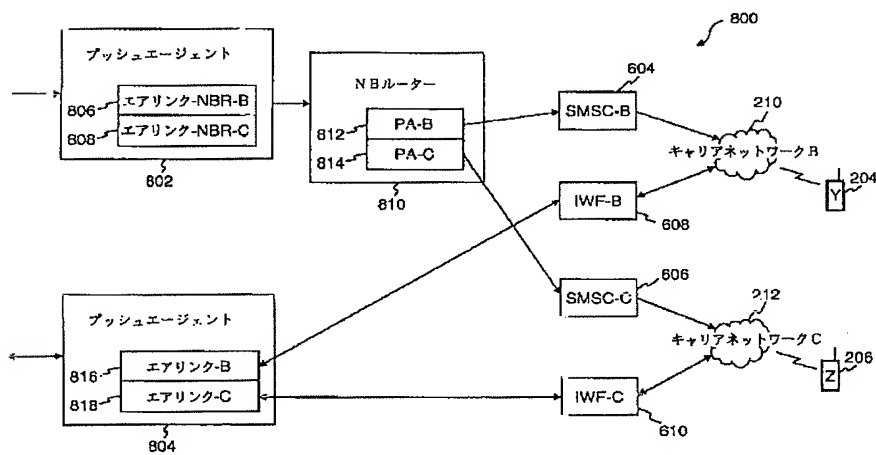 800
プッシュエージェント
エアリンク-NBR-B
エアリンク-NBR-C
806
808
802
NBルーター
PA-B
PA-C
812
814
810
604
SMSC-B
IWF-B
608
210
キャリアネットワークB
204
Y
606
SMSC-C
IWF-C
610
212
キャリアネットワークC
206
Z
プッシュエージェント
エアリンク-B
エアリンク-C
816
818
804